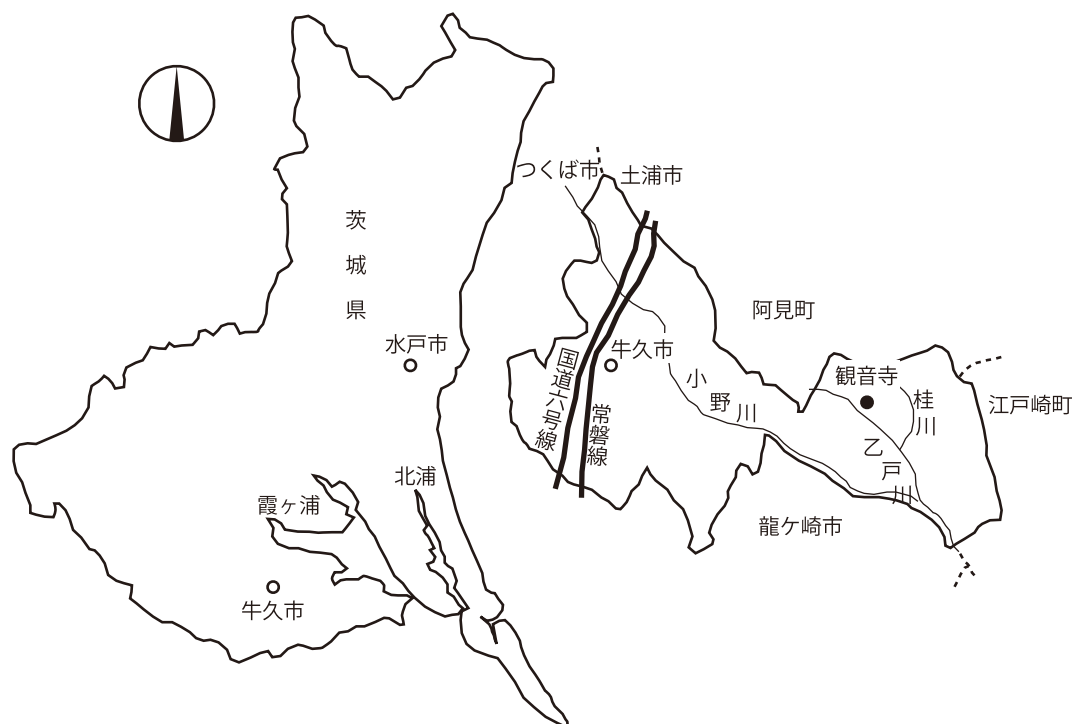 つくば市
土浦市
茨城県
阿見町
水戸市
牛久市
国道六号線
常磐線
小野川
観音寺
桂川
江戸崎町
乙戸川
北浦
霞ヶ浦
龍ケ崎市
牛久市